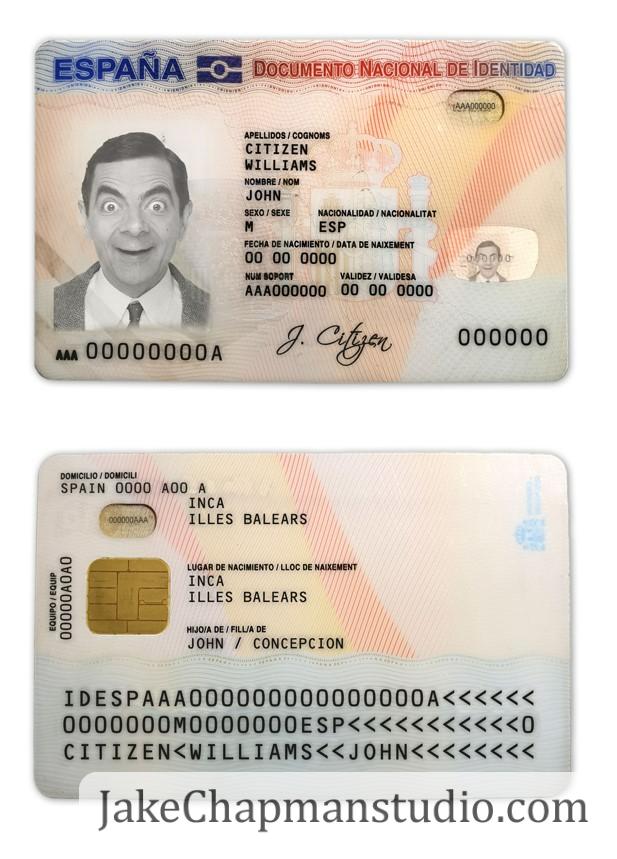 ESPAÑA DOCUMENTO NACIONAL DE IDENTIDAD
AAA000000
APELLIDOS / COGNOMS
CITIZEN
WILLIAMS
NOMBRE / NOM
JOHN
SEXO / SEXE NACIONALIDAD / NACIONALITAT
M ESP
FECHA DE NACIMIENTO / DATA DE NAIXEMENT
00 00 0000
NUM SOPORT VALIDEZ / VALIDESA
AAA000000 00 00 0000
AAA 00000000A
J. Citizen
000000
DOMICILIO / DOMICILI
SPAIN 0000 A00 A
INCA
ILLES BALEARS
000000AAA
EQUIPO / EQUIP
00000A0A0
LUGAR DE NACIMIENTO / LLOC DE NAIXEMENT
INCA
ILLES BALEARS
HIJO/A DE / FILL/A DE
JOHN / CONCEPCION
IDESPAAA000000000000000A<<<<<<
0000000M0000000ESP<<<<<<<<<<<0
CITIZEN<WILLIAMS<<JOHN<<<<<<<<
JakeChapmanstudio.com